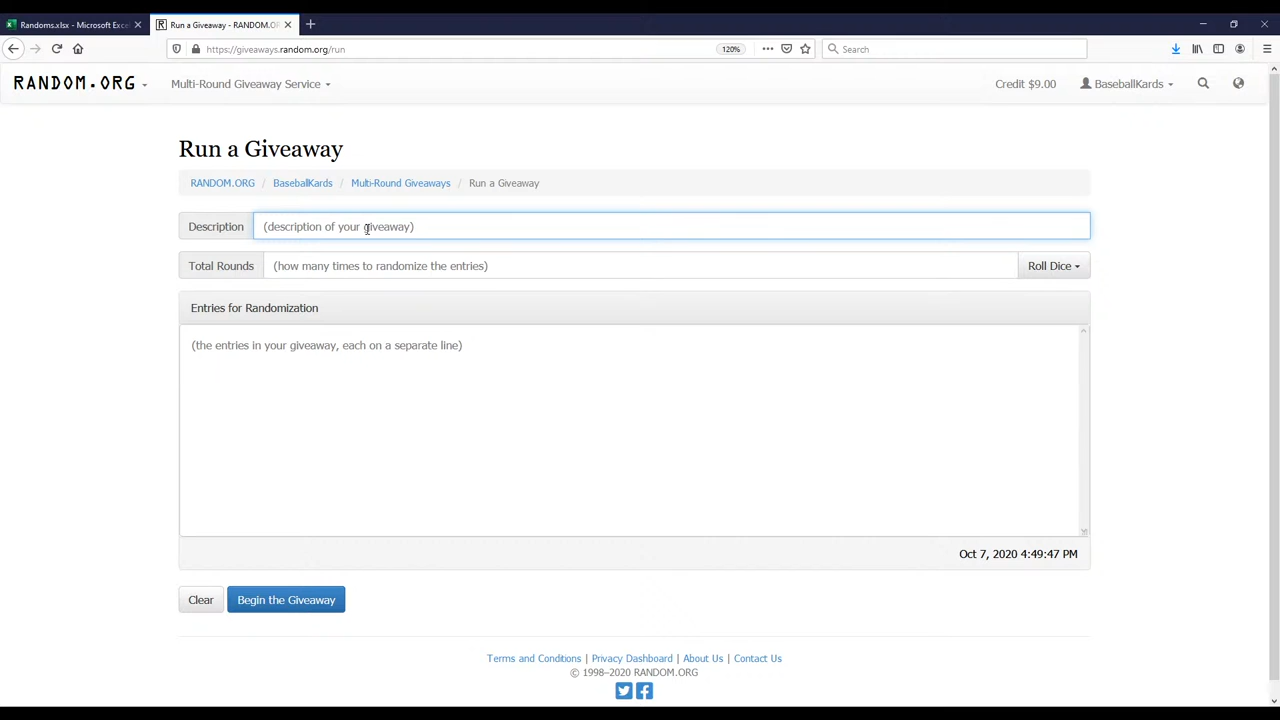 Randoms.xlsx - Microsoft Exce
Run a Giveaway - RANDOM.OR
https://giveaways.random.org/run
120%
Search
RANDOM.ORG
Multi-Round Giveaway Service
Credit $9.00
BaseballKards
Run a Giveaway
RANDOM.ORG / BaseballKards / Multi-Round Giveaways / Run a Giveaway
Description (description of your giveaway)
Total Rounds (how many times to randomize the entries) Roll Dice
Entries for Randomization
(the entries in your giveaway, each on a separate line)
Oct 7, 2020 4:49:47 PM
Clear Begin the Giveaway
Terms and Conditions | Privacy Dashboard | About Us | Contact Us
© 1998–2020 RANDOM.ORG